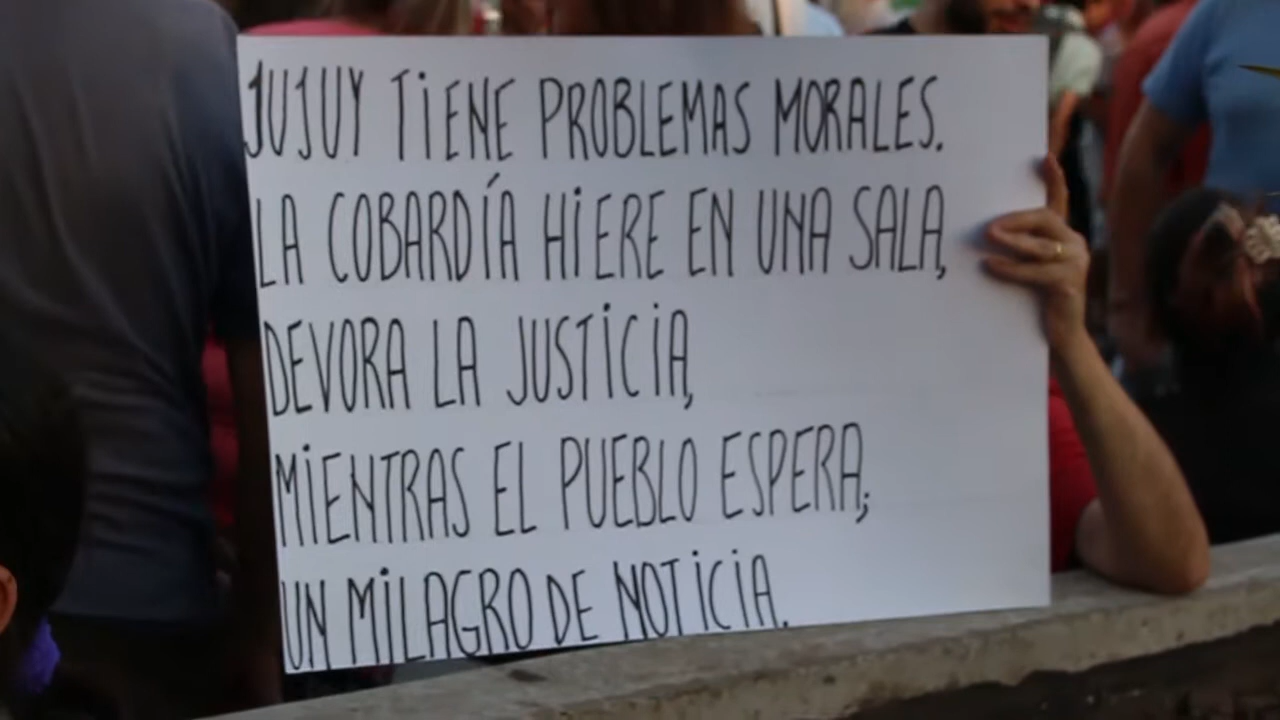 JUJUY TIENE PROBLEMAS MORALES.
LA COBARDÍA HIERE EN UNA SALA,
DEVORA LA JUSTICIA,
MIENTRAS EL PUEBLO ESPERA;
UN MILAGRO DE NOTICIA.